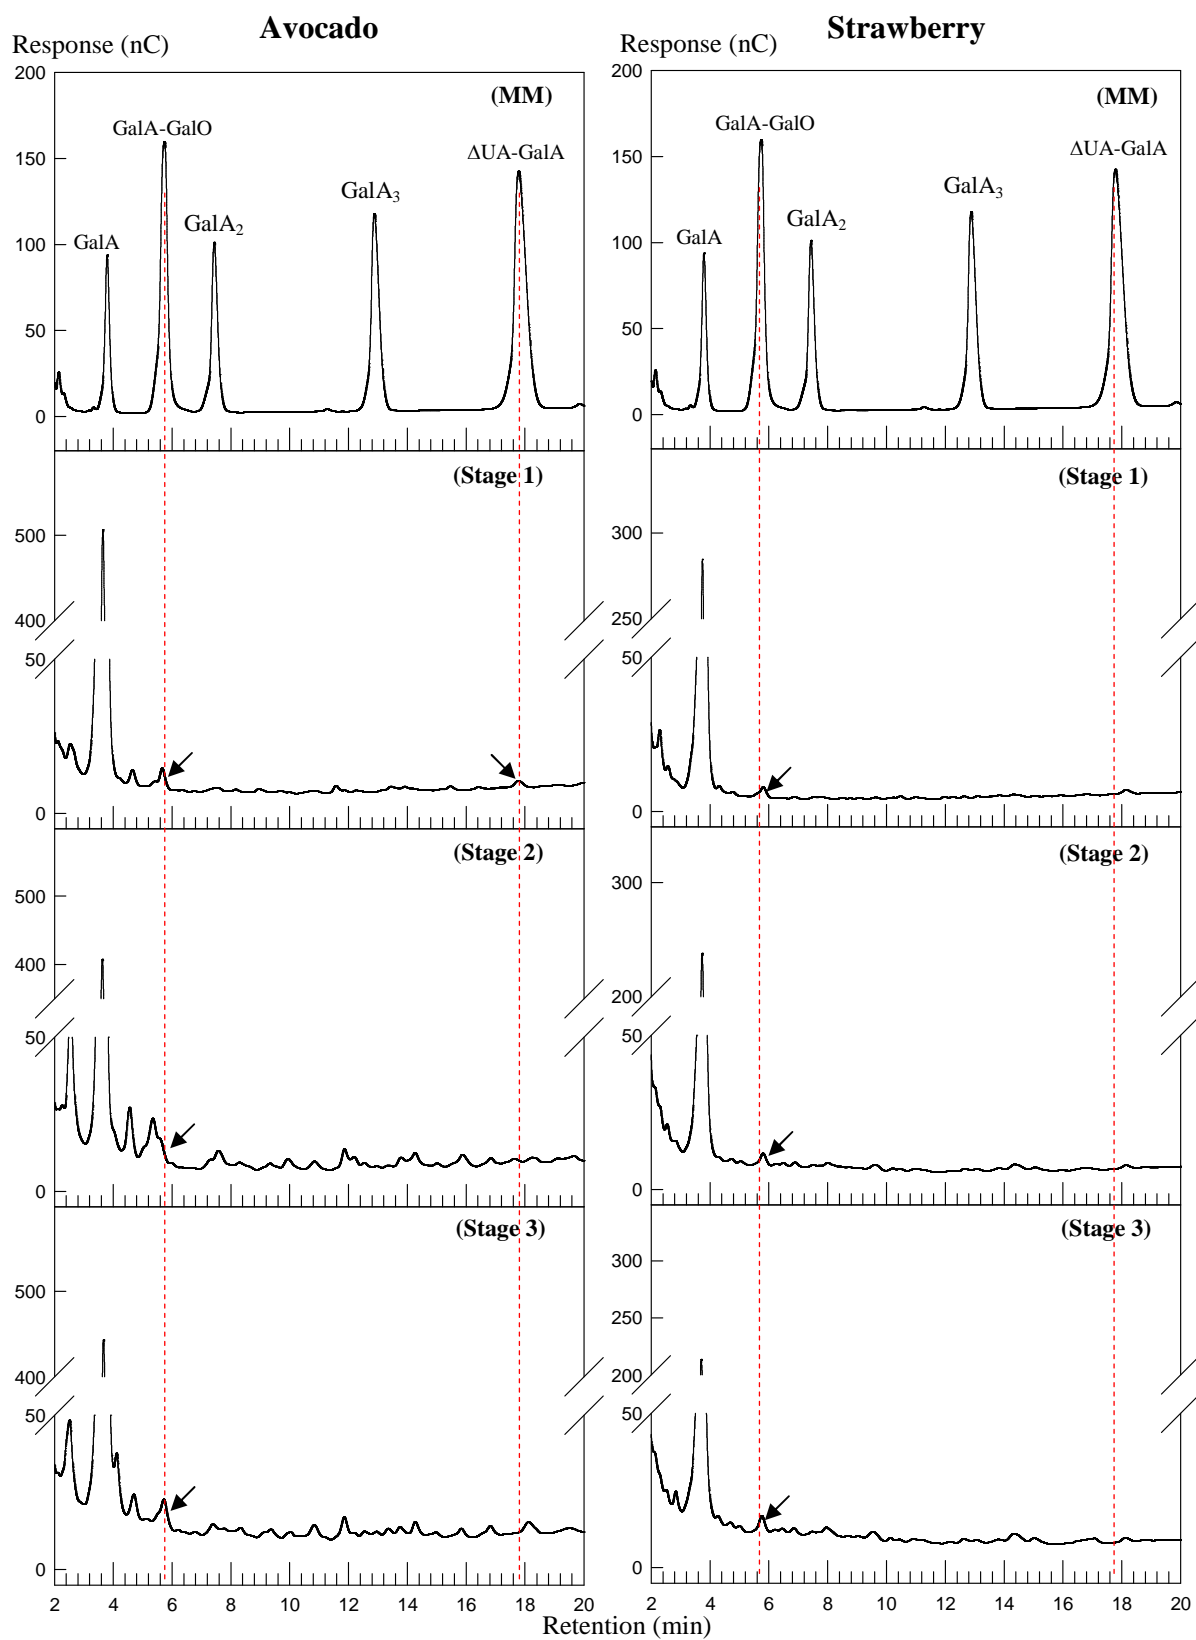 Avocado
Response (nC)
200
150
100
50
0
(MM)
GalA
GalA-GalO
GalA₂
GalA₃
ΔUA-GalA
(Stage 1)
500
400
50
0
(Stage 2)
500
400
50
0
(Stage 3)
500
400
50
0
2 4 6 8 10 12 14 16 18 20
Strawberry
Response (nC)
200
150
100
50
0
(MM)
GalA
GalA-GalO
GalA₂
GalA₃
ΔUA-GalA
(Stage 1)
300
250
50
0
(Stage 2)
300
200
50
0
(Stage 3)
300
250
200
50
0
2 4 6 8 10 12 14 16 18 20
Retention (min)